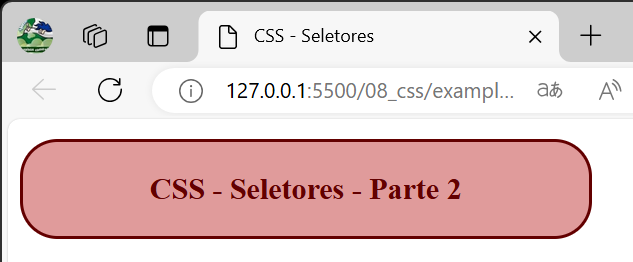 CSS - Seletores
127.0.0.1:5500/08_css/exampl...
CSS - Seletores - Parte 2